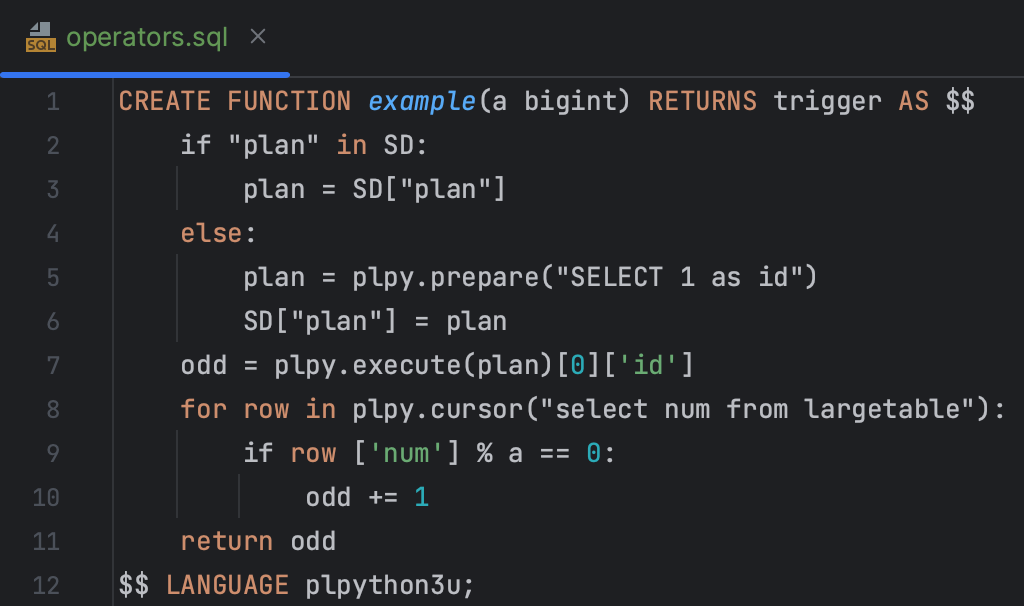 SQL operators.sql ×
1 CREATE FUNCTION example(a bigint) RETURNS trigger AS $$
2     if "plan" in SD:
3         plan = SD["plan"]
4     else:
5         plan = plpy.prepare("SELECT 1 as id")
6         SD["plan"] = plan
7     odd = plpy.execute(plan)[0]['id']
8     for row in plpy.cursor("select num from largetable"):
9         if row ['num'] % a == 0:
10             odd += 1
11     return odd
12 $$ LANGUAGE plpython3u;